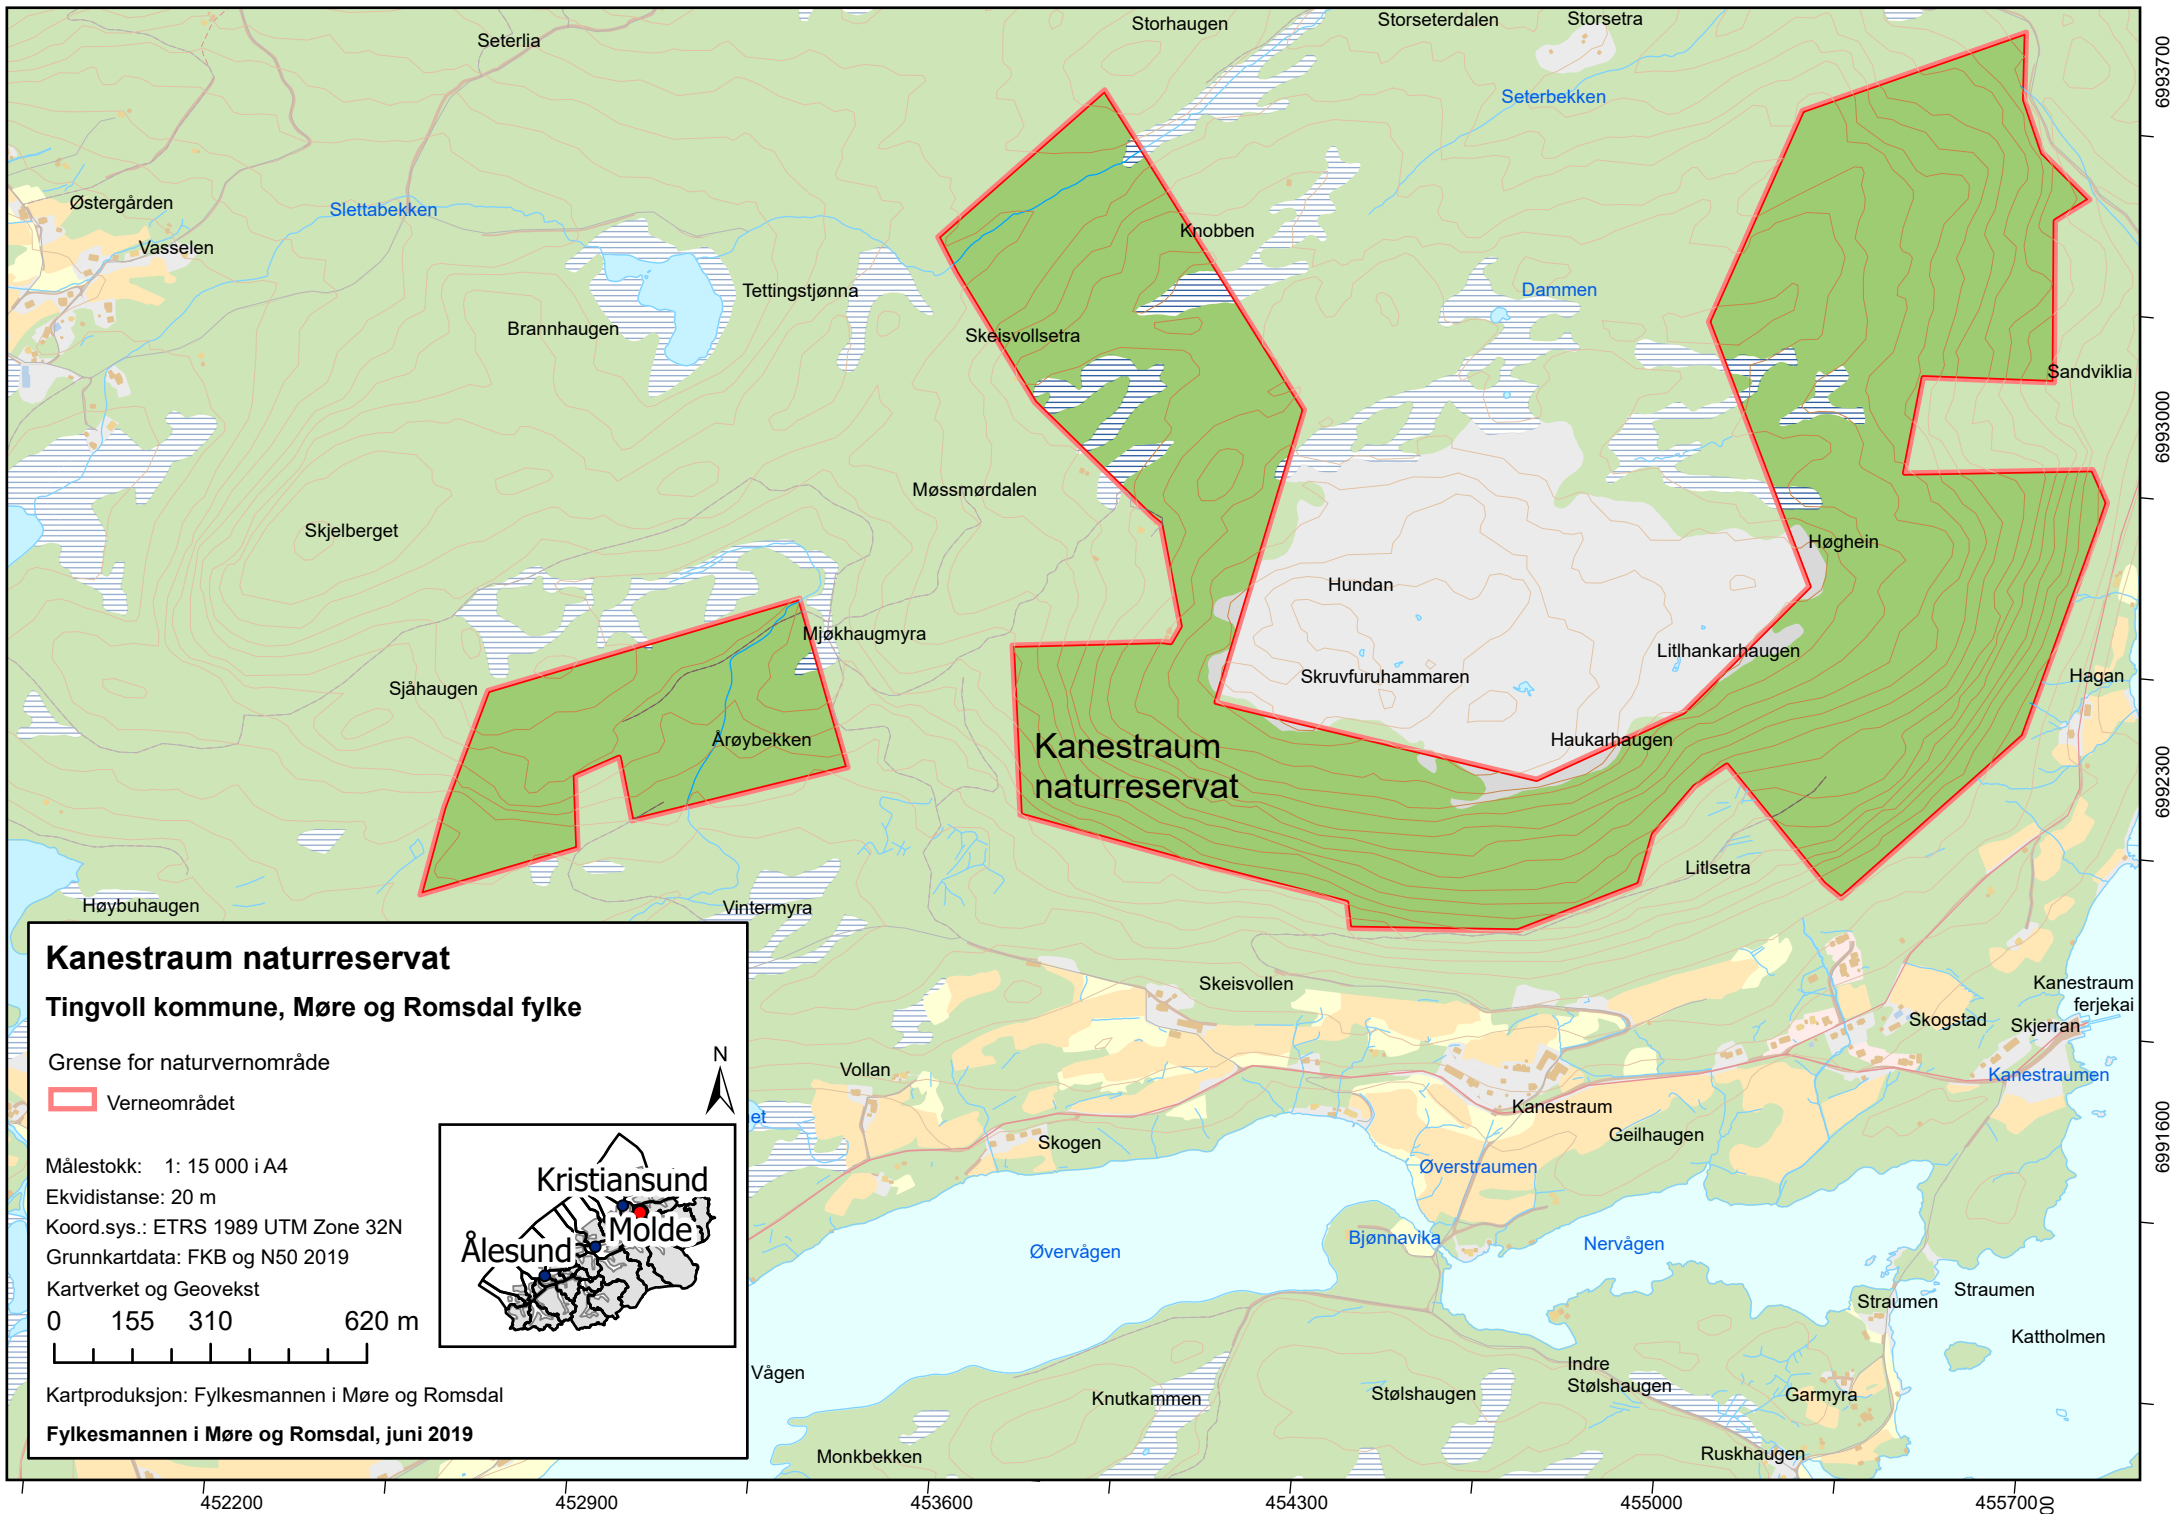 Storhaugen
Storseterdalen
Storsetra
Seterlia
Seterbekken
Østergården
Slettabekken
Vasselen
Knobben
Tettingstjønna
Dammen
Brannhaugen
Skeisvollsetra
Sandviklia
Møssmørdalen
Skjelberget
Høghein
Hundan
Mjøkhaugmyra
Litlhankarhaugen
Skruvfuruhammaren
Hagan
Sjåhaugen
Årøybekken
Haukarhaugen
Kanestraum
naturreservat
Litlsetra
Høybuhaugen
Vintermyra
Skeisvollen
Kanestraum
ferjekai
Skogstad
Skjerran
Vollan
Kanestraumen
Kanestraum
et
Skogen
Geilhaugen
Øverstraumen
Bjønnavika
Nervågen
Øvervågen
Straumen
Straumen
Kattholmen
Vågen
Indre
Stølshaugen
Knutkammen
Stølshaugen
Garmyra
Monkbekken
Ruskhaugen
Kanestraum naturreservat
Tingvoll kommune, Møre og Romsdal fylke
Grense for naturvernområde
Verneområdet
N
Målestokk: 1: 15 000 i A4
Ekvidistanse: 20 m
Koord.sys.: ETRS 1989 UTM Zone 32N
Grunnkartdata: FKB og N50 2019
Kartverket og Geovekst
0 155 310 620 m
Kartproduksjon: Fylkesmannen i Møre og Romsdal
Fylkesmannen i Møre og Romsdal, juni 2019
Kristiansund
Molde
Ålesund
6993700
6993000
6992300
6991600
452200 452900 453600 454300 455000 455700
00